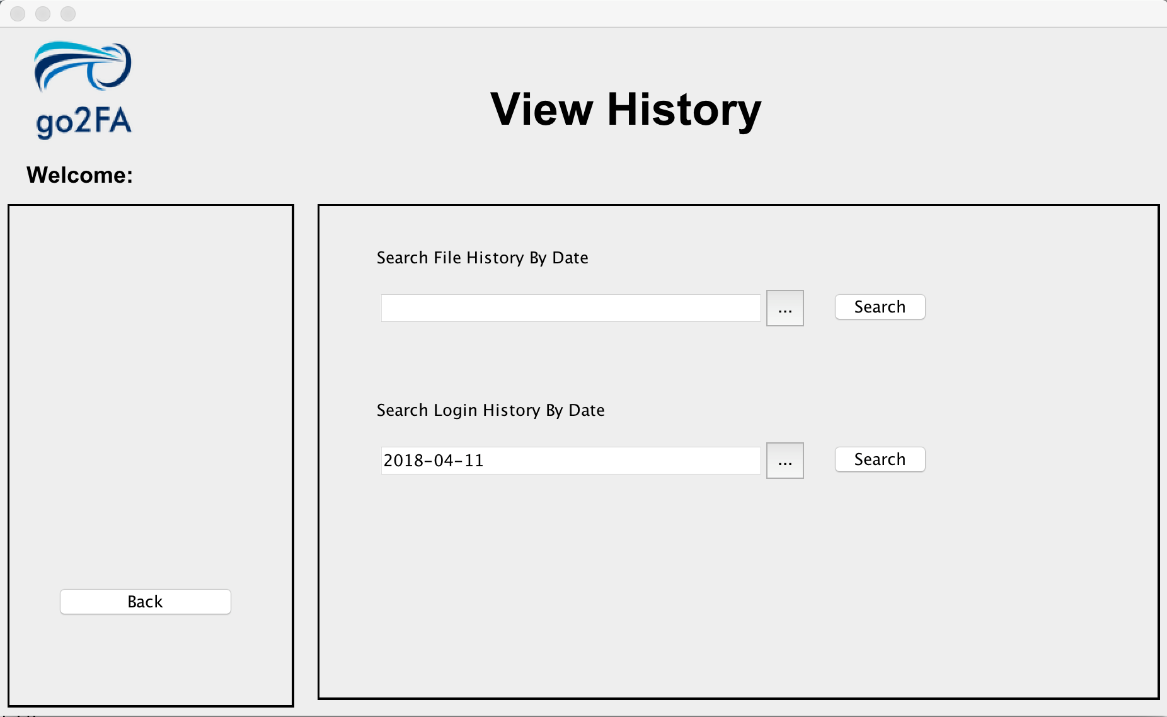 go2FA
View History
Welcome:
Search File History By Date
... Search
Search Login History By Date
2018-04-11 ... Search
Back